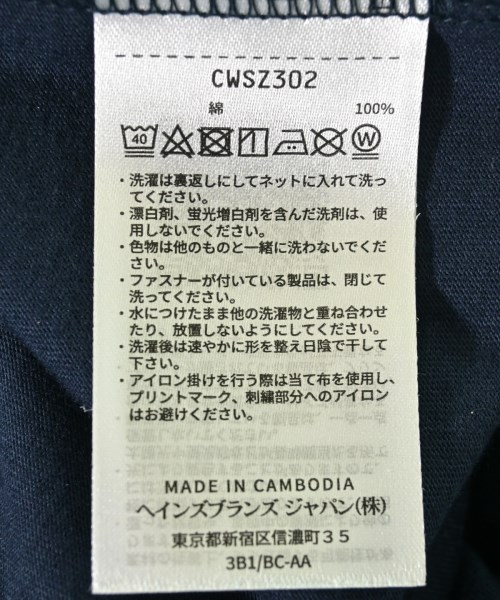 CWSZ302
綿 100%
40 W
・洗濯は裏返しにしてネットに入れて洗っ
てください。
・漂白剤、蛍光増白剤を含んだ洗剤は、使
用しないでください。
・色物は他のものと一緒に洗わないでくだ
さい。
・ファスナーが付いている製品は、閉じて
洗ってください。
・水につけたまま他の洗濯物と重ね合わせ
たり、放置しないようにしてください。
・洗濯後は速やかに形を整え日陰で干して
下さい。
・アイロン掛けを行う際は当て布を使用し、
プリントマーク、刺繍部分へのアイロン
はお避けください。
MADE IN CAMBODIA
ヘインズブランズ ジャパン(株)
東京都新宿区信濃町35
3B1/BC-AA